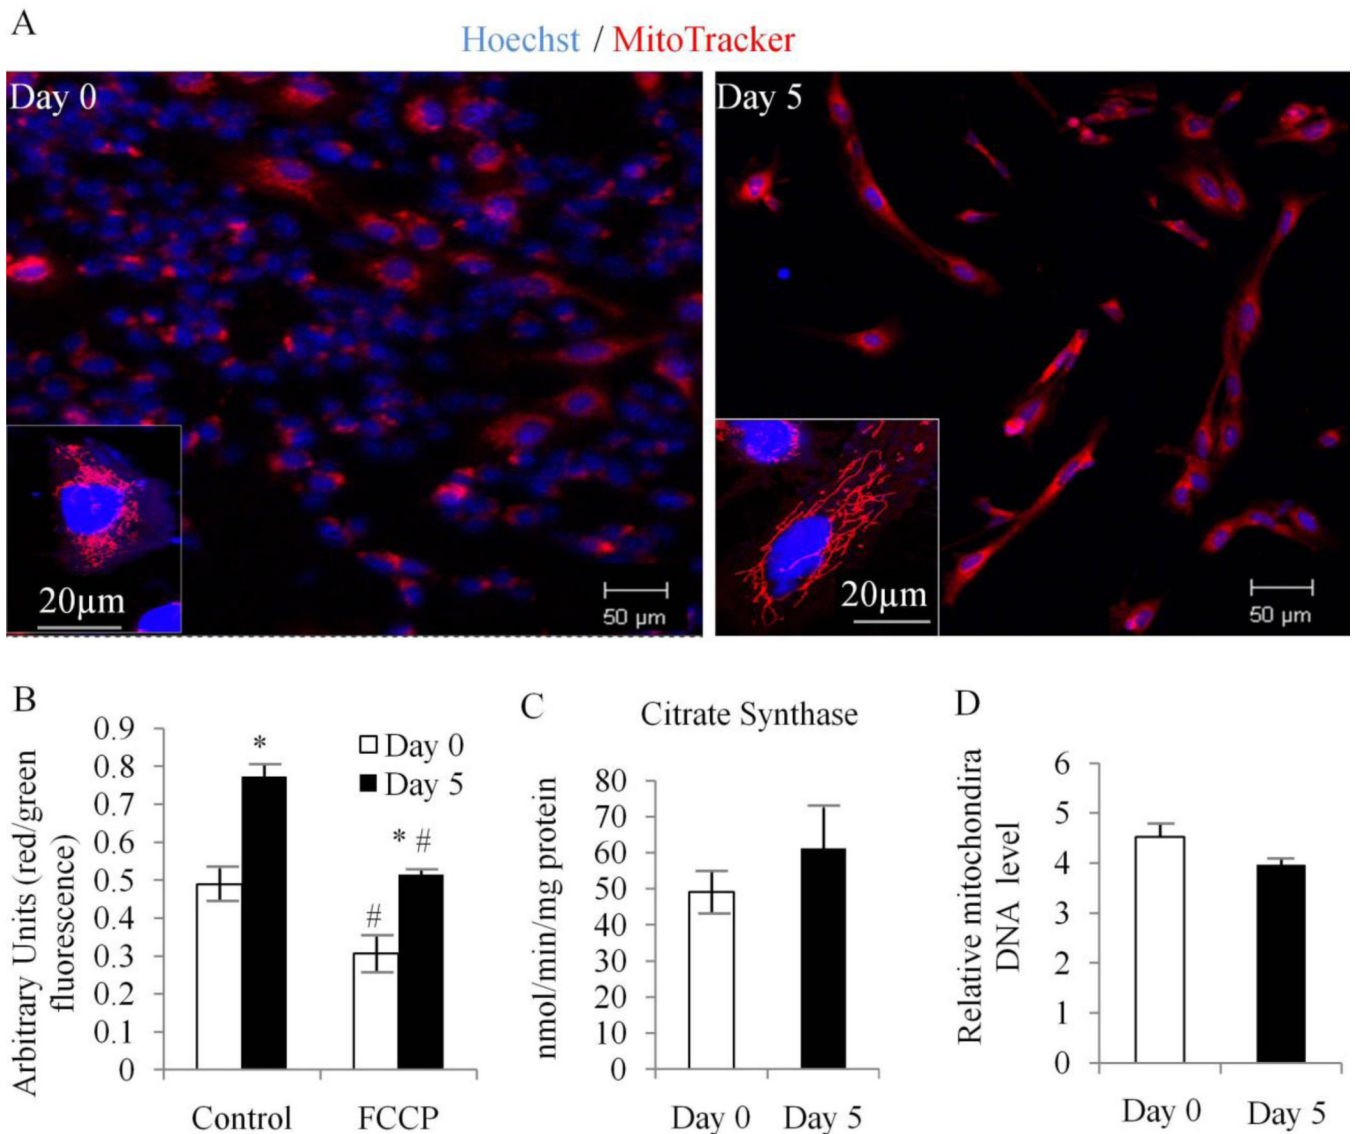 A
Hoechst / MitoTracker
Day 0
Day 5
20µm
50 µm
20µm
50 µm
B
Arbitrary Units (red/green
fluorescence)
0.9
0.8
0.7
0.6
0.5
0.4
0.3
0.2
0.1
0
*
#
* #
Day 0
Day 5
Control
FCCP
C
Citrate Synthase
nmol/min/mg protein
80
70
60
50
40
30
20
10
0
Day 0
Day 5
D
Relative mitochondira
DNA level
6
5
4
3
2
1
0
Day 0
Day 5